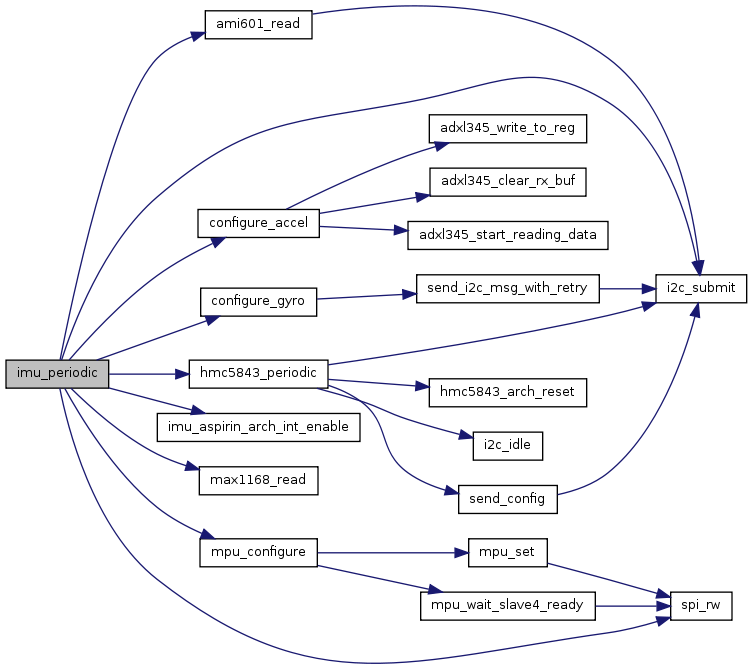 ami601_read
adxl345_write_to_reg
adxl345_clear_rx_buf
configure_accel
adxl345_start_reading_data
send_i2c_msg_with_retry
i2c_submit
configure_gyro
imu_periodic
hmc5843_periodic
hmc5843_arch_reset
imu_aspirin_arch_int_enable
i2c_idle
max1168_read
send_config
mpu_configure
mpu_set
mpu_wait_slave4_ready
spi_rw